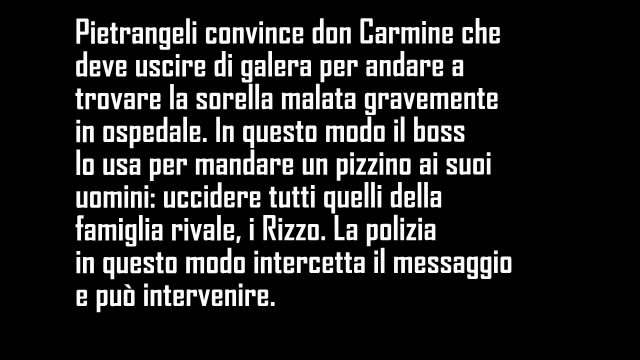 Pietrangeli convince don Carmine che
deve uscire di galera per andare a
trovare la sorella malata gravemente
in ospedale. In questo modo il boss
lo usa per mandare un pizzino ai suoi
uomini: uccidere tutti quelli della
famiglia rivale, i Rizzo. La polizia
in questo modo intercetta il messaggio
e può intervenire.